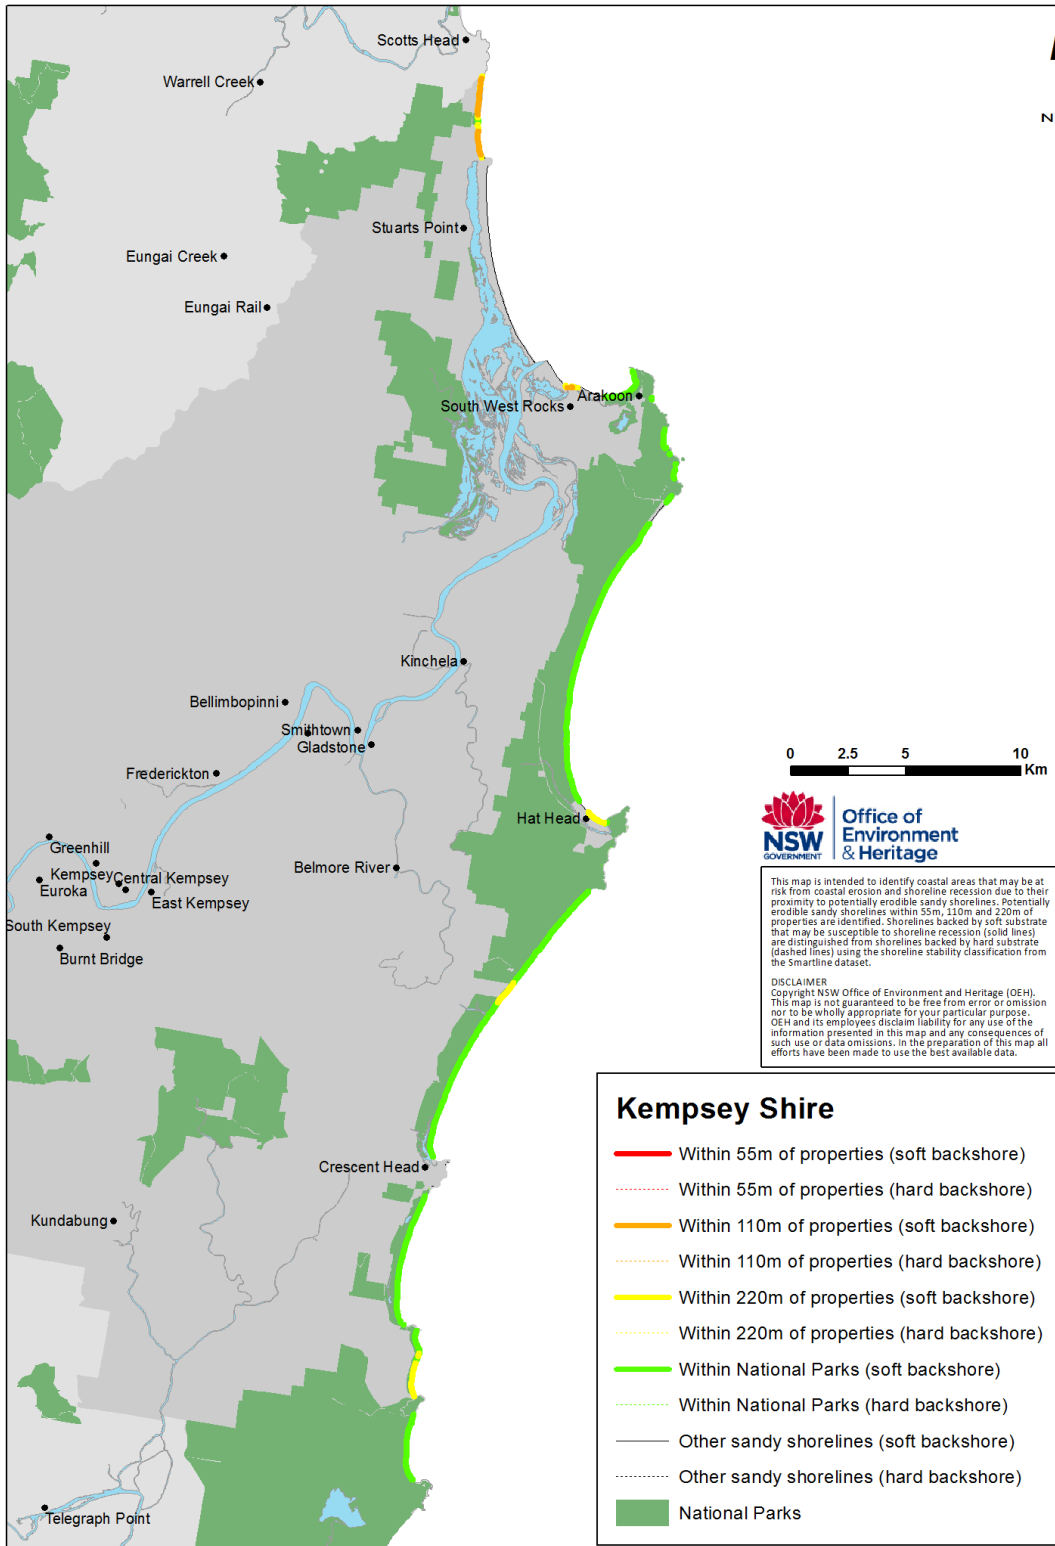 Scotts Head
Warrell Creek
N
Stuarts Point
Eungai Creek
Eungai Rail
Arakoon
South West Rocks
Kinchela
Bellimbopinni
Smithtown
Gladstone
0 2.5 5 10
Km
Frederickton
Hat Head
NSW
GOVERNMENT
Office of
Environment
& Heritage
Greenhill
Kempsey
Central Kempsey
Euroka
East Kempsey
Belmore River
South Kempsey
Burnt Bridge
This map is intended to identify coastal areas that may be at
risk from coastal erosion and shoreline recession due to their
proximity to potentially erodible sandy shorelines. Potentially
erodible sandy shorelines within 55m, 110m and 220m of
properties are identified. Shorelines backed by soft substrate
that may be susceptible to shoreline recession (solid lines)
are distinguished from shorelines backed by hard substrate
(dashed lines) using the shoreline stability classification from
the Smartline dataset.
DISCLAIMER
Copyright NSW Office of Environment and Heritage (OEH).
This map is not guaranteed to be free from error or omission
nor to be wholly appropriate for your particular purpose.
OEH and its employees disclaim liability for any use of the
information presented in this map and any consequences of
such use or data omissions. In the preparation of this map all
efforts have been made to use the best available data.
Crescent Head
Kundabung
Telegraph Point
Kempsey Shire
Within 55m of properties (soft backshore)
Within 55m of properties (hard backshore)
Within 110m of properties (soft backshore)
Within 110m of properties (hard backshore)
Within 220m of properties (soft backshore)
Within 220m of properties (hard backshore)
Within National Parks (soft backshore)
Within National Parks (hard backshore)
Other sandy shorelines (soft backshore)
Other sandy shorelines (hard backshore)
National Parks